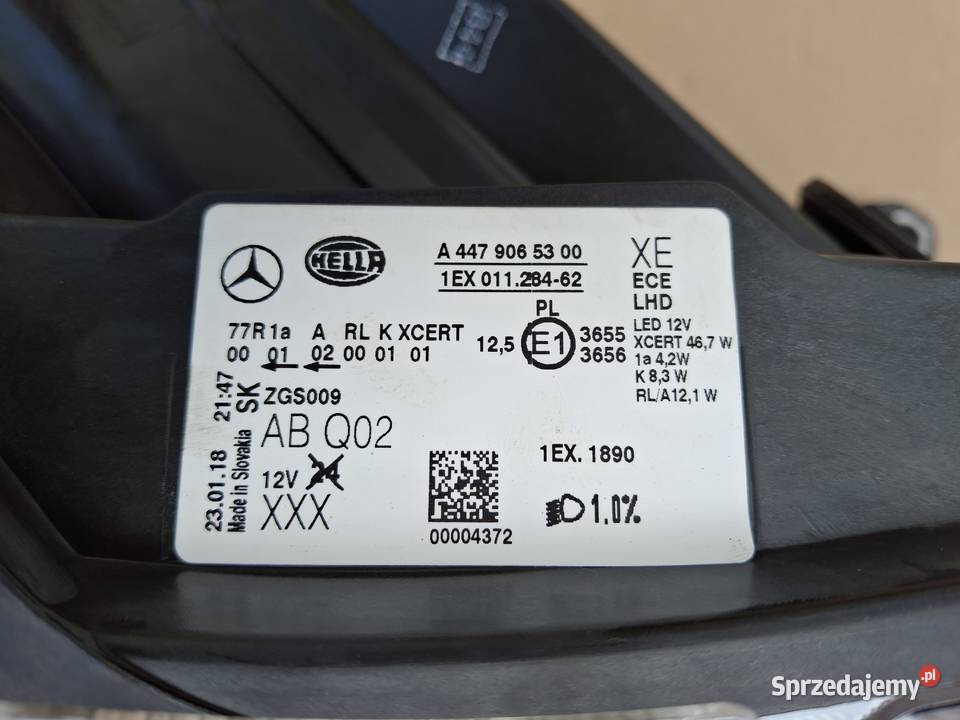 HELLA
A 447 906 53 00
1EX 011.284-62
XE
ECE
LHD
LED 12V
XCERT 46,7 W
1a 4,2W
K 8,3 W
RL/A12,1 W
PL
77R 1a A RL K XCERT
00 01 02 00 0 1 01
12,5 E1 3655
3656
23.01.18 21:47
Made in Slovakia SK
ZGS009
AB Q02
12V 24
XXX
00004372
1EX. 1890
1.0%
Sprzedajemy.pl